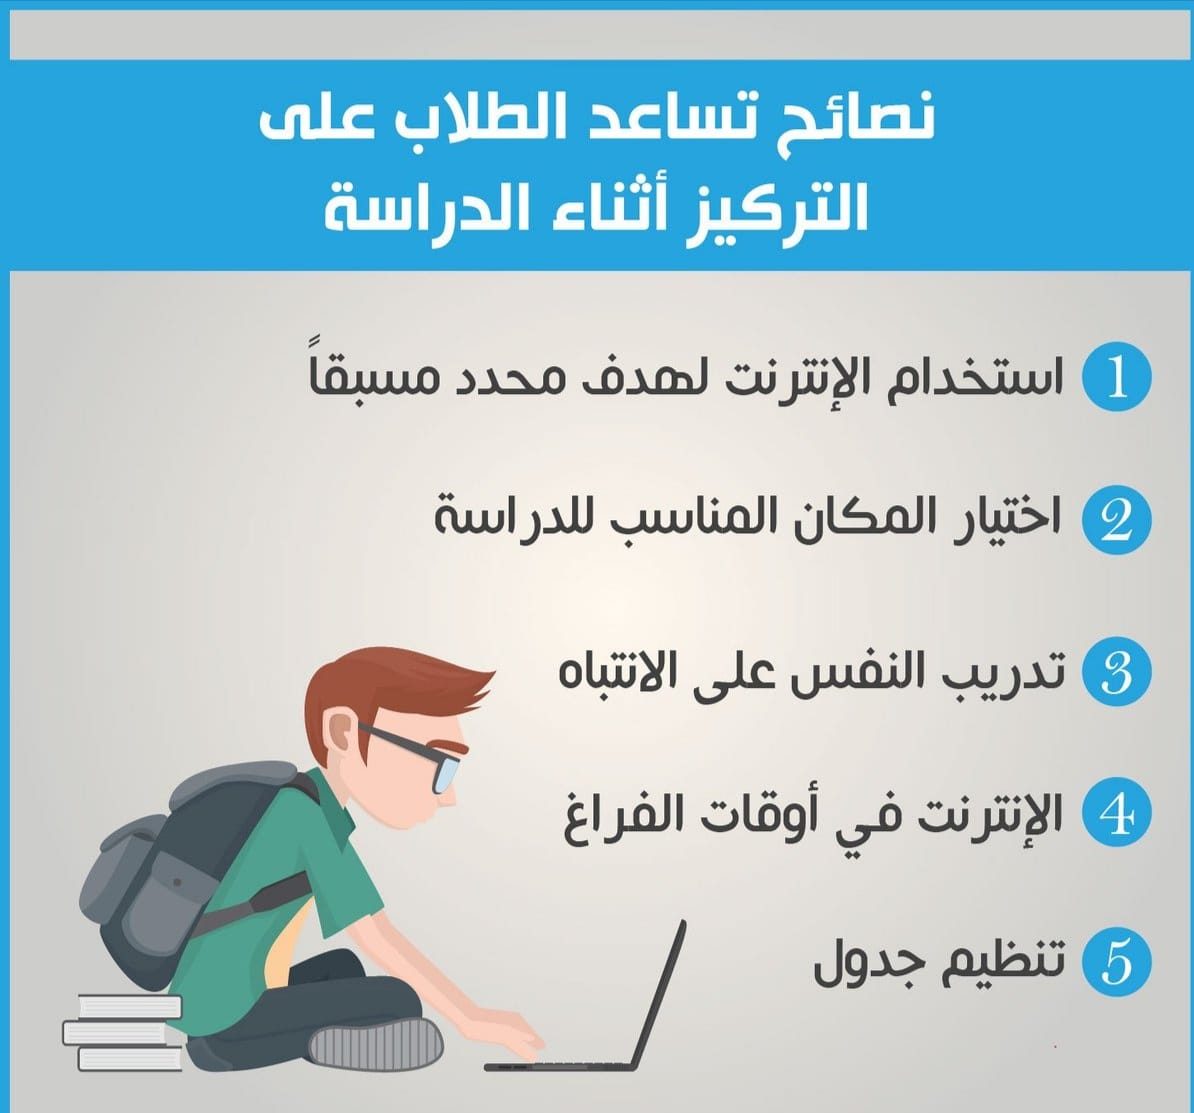 نصائح تساعد الطلاب على
التركيز أثناء الدراسة
1 استخدام الإنترنت لهدف محدد مسبقاً
2 اختيار المكان المناسب للدراسة
3 تدريب النفس على الانتباه
4 الإنترنت في أوقات الفراغ
5 تنظيم جدول